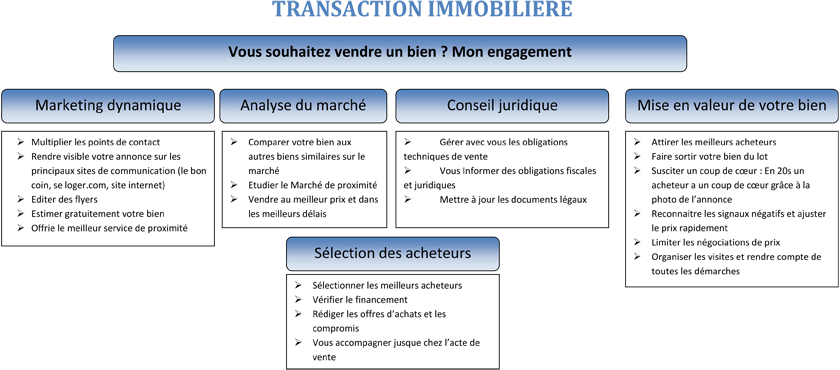 TRANSACTION IMMOBILIERE
Vous souhaitez vendre un bien ? Mon engagement
Marketing dynamique
➢ Multiplier les points de contact
➢ Rendre visible votre annonce sur les
principaux sites de communication (le bon
coin, se loger.com, site internet)
➢ Editer des flyers
➢ Estimer gratuitement votre bien
➢ Offrie le meilleur service de proximité
Analyse du marché
➢ Comparer votre bien aux
autres biens similaires sur le
marché
➢ Etudier le Marché de proximité
➢ Vendre au meilleur prix et dans
les meilleurs délais
Conseil juridique
➢ Gérer avec vous les obligations
techniques de vente
➢ Vous Informer des obligations fiscales
et juridiques
➢ Mettre à jour les documents légaux
Mise en valeur de votre bien
➢ Attirer les meilleurs acheteurs
➢ Faire sortir votre bien du lot
➢ Susciter un coup de cœur : En 20s un
acheteur a un coup de cœur grâce à la
photo de l'annonce
➢ Reconnaitre les signaux négatifs et ajuster
le prix rapidement
➢ Limiter les négociations de prix
➢ Organiser les visites et rendre compte de
toutes les démarches
Sélection des acheteurs
➢ Sélectionner les meilleurs acheteurs
➢ Vérifier le financement
➢ Rédiger les offres d'achats et les
compromis
➢ Vous accompagner jusque chez l'acte de
vente